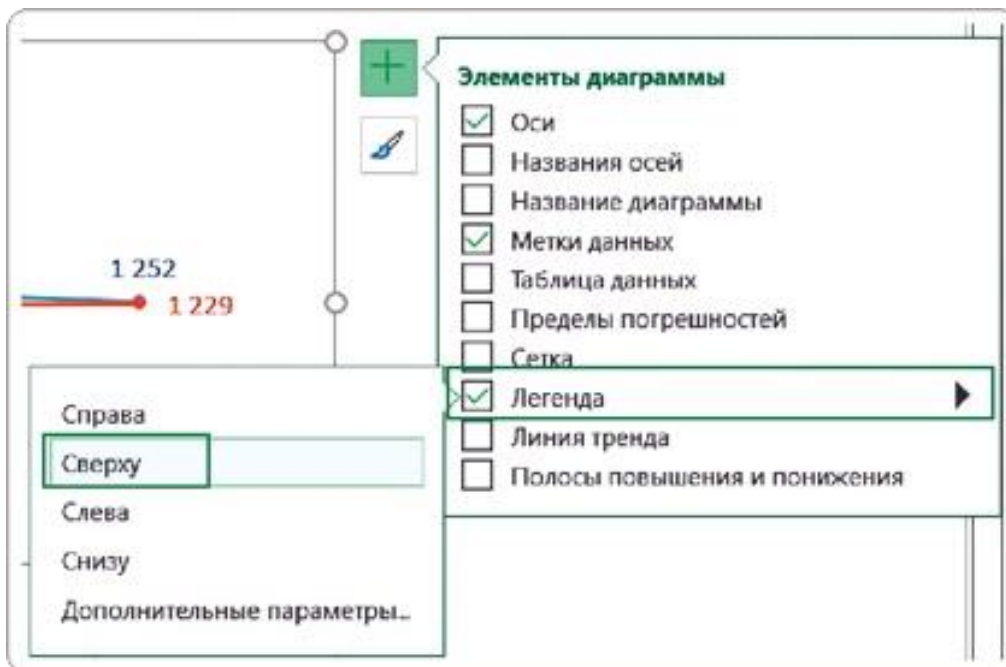 Элементы диаграммы
Оси
Названия осей
Название диаграммы
Метки данных
Таблица данных
Пределы погрешностей
Сетка
Легенда
Линия тренда
Полосы повышения и понижения
1 252
1 229
Справа
Сверху
Слева
Снизу
Дополнительные параметры...